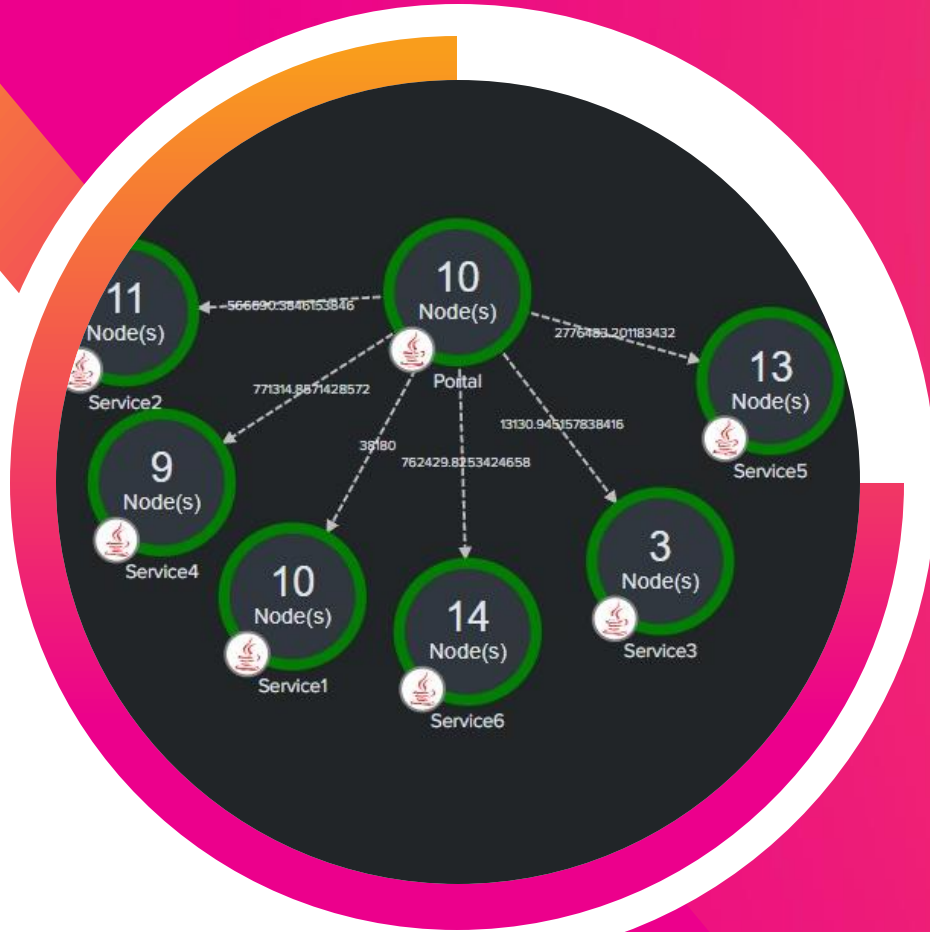 10
Node(s)
Portal
11
Node(s)
Service2
566690.3846153846
2776483.201183432
13
Node(s)
Service5
771314.8571428572
13130.945157838416
38180
762429.8253424658
9
Node(s)
Service4
10
Node(s)
Service1
14
Node(s)
Service6
3
Node(s)
Service3